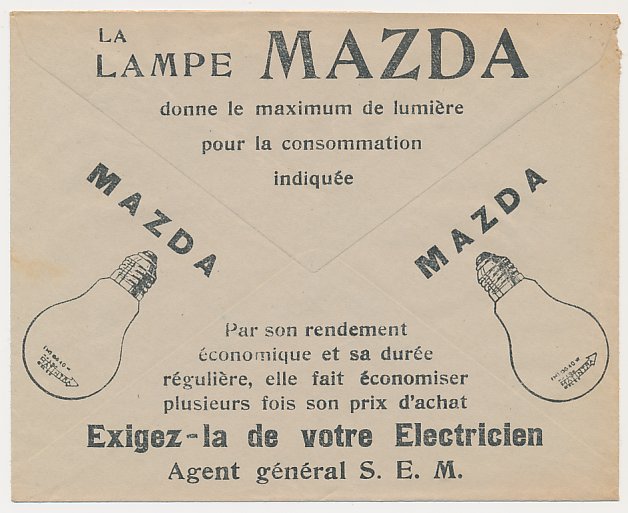 LA
LAMPE MAZDA
donne le maximum de lumière
pour la consommation
indiquée
MAZDA
MAZDA
Par son rendement
économique et sa durée
régulière, elle fait économiser
plusieurs fois son prix d'achat
Exigez-la de votre Electricien
Agent général S. E. M.